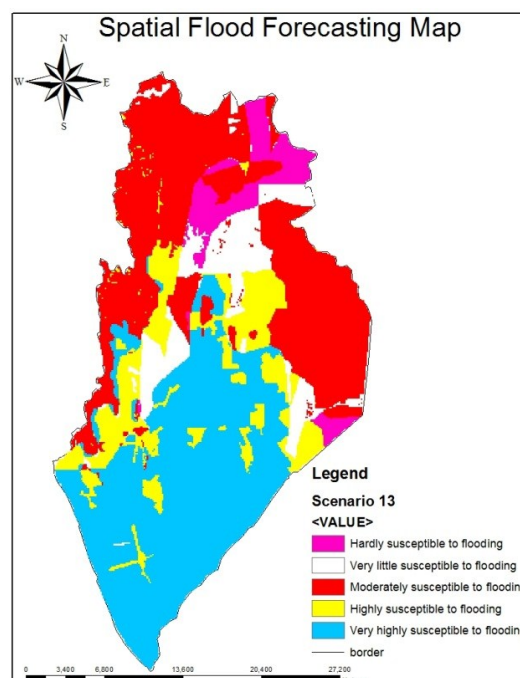 Spatial Flood Forecasting Map
N
W E
S
Legend
Scenario 13
<VALUE>
Hardly susceptible to flooding
Very little susceptible to flooding
Moderately susceptible to flooding
Highly susceptible to flooding
Very highly susceptible to floodin
border
0 3,400 6,800 13,600 20,400 27,200